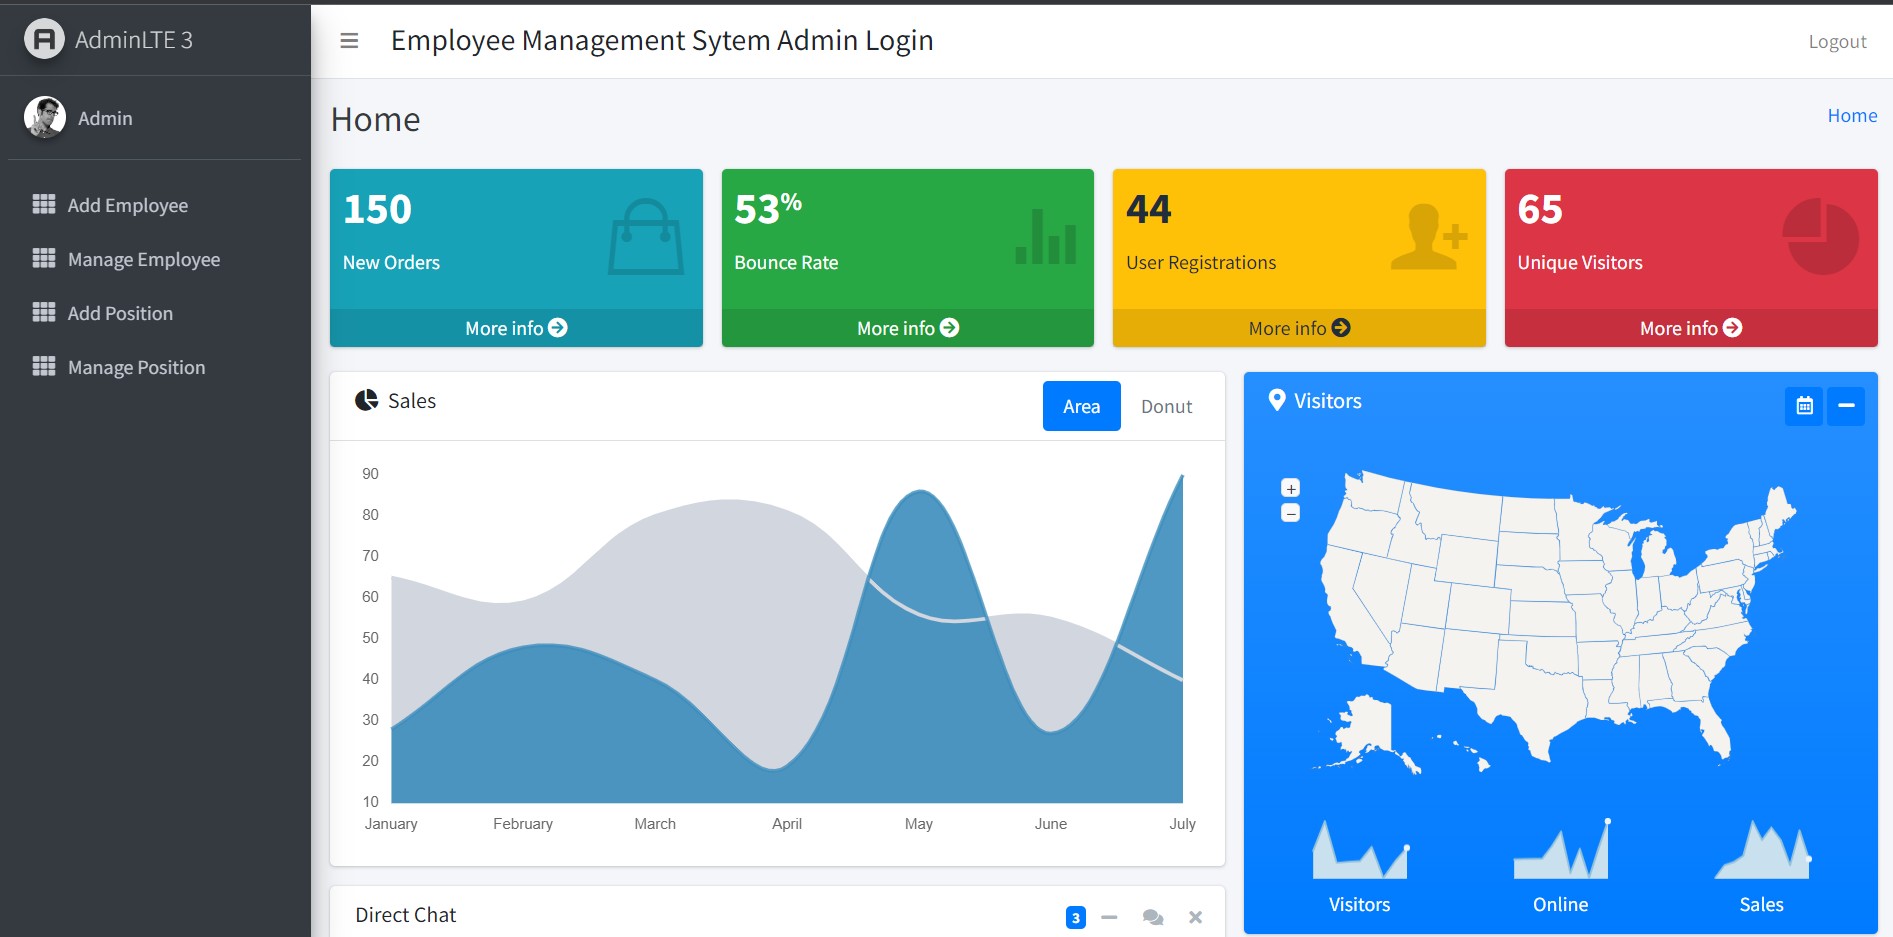 AdminLTE 3
Employee Management Sytem Admin Login
Logout
Admin
Add Employee
Manage Employee
Add Position
Manage Position
Home
Home
150
New Orders
More info
53%
Bounce Rate
More info
44
User Registrations
More info
65
Unique Visitors
More info
Sales
Area
Donut
90
80
70
60
50
40
30
20
10
January February March April May June July
Visitors
+
−
Visitors
Online
Sales
Direct Chat
3